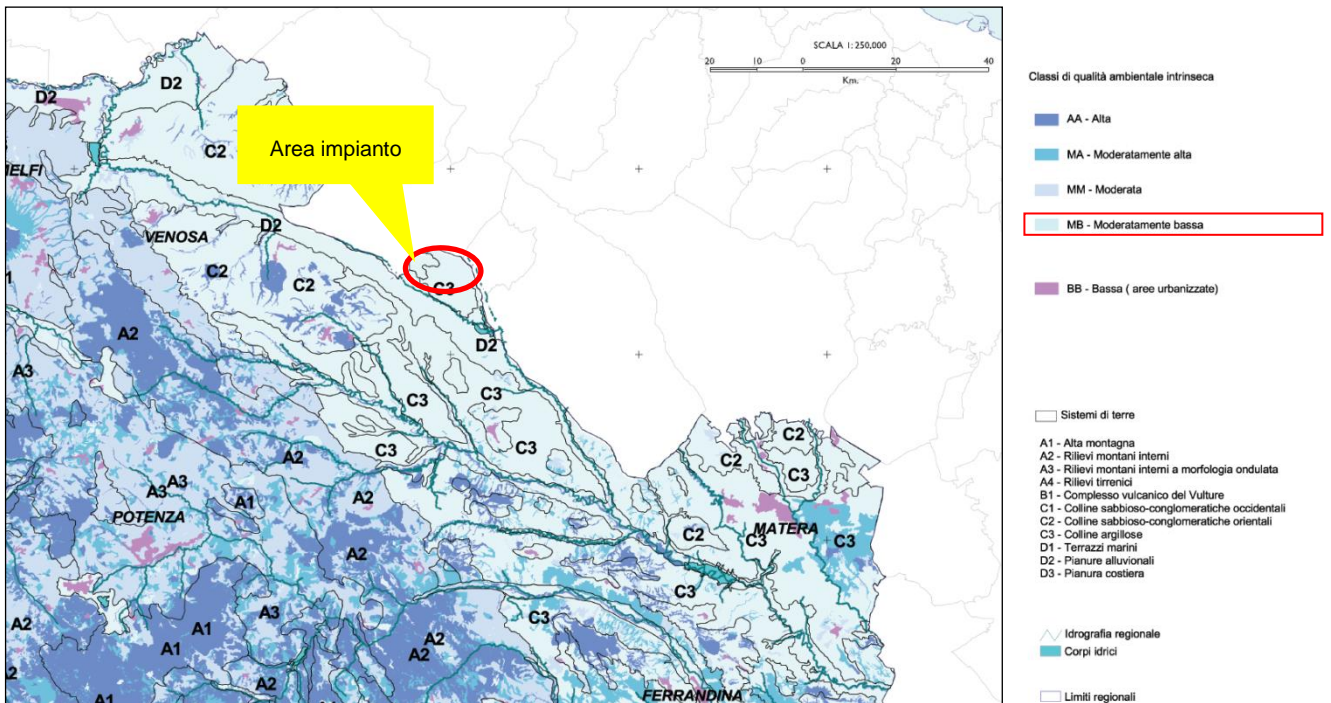 SCALA 1: 250,000
20 10 0 20 40
Km.
D2
D2
Area impianto
C2
MELFI
D2
VENOSA
C2
C2
C3
A2
D2
A3
C3
C3
C3
C3
C2
C2
C3
A2
A2
A3
A3
A1
POTENZA
MATERA
C2
C3
C3
C3
A2
A3
A1
A1
A2
A2
C3
A2
A2
A1
FERRANDINA
Classi di qualità ambientale intrinseca
AA - Alta
MA - Moderatamente alta
MM - Moderata
MB - Moderatamente bassa
BB - Bassa ( aree urbanizzate)
Sistemi di terre
A1 - Alta montagna
A2 - Rilievi montani interni
A3 - Rilievi montani interni a morfologia ondulata
A4 - Rilievi tirrenici
B1 - Complesso vulcanico del Vulture
C1 - Colline sabbioso-conglomeratiche occidentali
C2 - Colline sabbioso-conglomeratiche orientali
C3 - Colline argillose
D1 - Terrazzi marini
D2 - Pianure alluvionali
D3 - Pianura costiera
Idrografia regionale
Corpi idrici
Limiti regionali